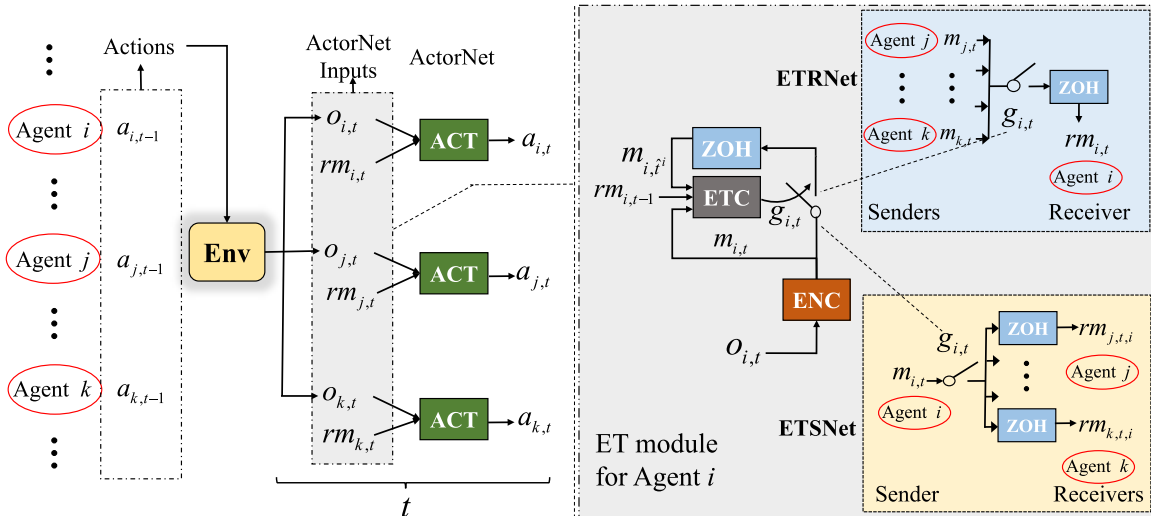 Actions
Agent i
a_{i,t-1}
Agent j
a_{j,t-1}
Agent k
a_{k,t-1}
Env
ActorNet
Inputs
ActorNet
o_{i,t}
rm_{i,t}
ACT
a_{i,t}
o_{j,t}
rm_{j,t}
ACT
a_{j,t}
o_{k,t}
rm_{k,t}
ACT
a_{k,t}
t
m_{i,\hat{t}^i}
rm_{i,t-1}
ZOH
ETC
g_{i,t}
m_{i,t}
ENC
o_{i,t}
ET module
for Agent i
ETRNet
Agent j
m_{j,t}
Agent k
m_{k,t}
g_{i,t}
ZOH
rm_{i,t}
Agent i
Senders
Receiver
ETSNet
g_{i,t}
m_{i,t}
Agent i
ZOH
rm_{j,t,i}
Agent j
ZOH
rm_{k,t,i}
Agent k
Sender
Receivers